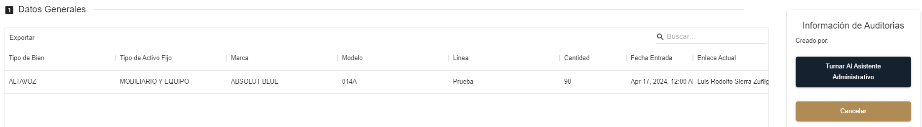 1 Datos Generales
Exportar
Buscar...
Tipo de Bien Tipo de Activo Fijo Marca Modelo Linea Cantidad Fecha Entrada Enlace Actual
ALTAVOZ MOBILIARIO Y EQUIPO ABSOLUT BLUE 014A Prueba 90 Apr 17, 2024, 12:00 A Luis Rodolfo Sierra Zuñig
Información de Auditorias
Creado por:
Turnar Al Asistente
Administrativo
Cancelar